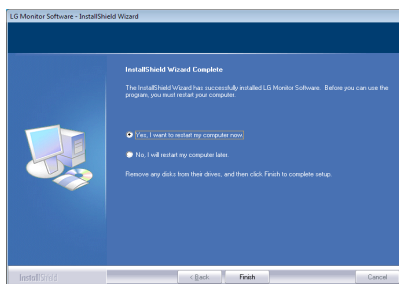 LG Monitor Software - InstallShield Wizard
InstallShield Wizard Complete
The InstallShield Wizard has successfully installed LG Monitor Software. Before you can use the
program, you must restart your computer.
Yes, I want to restart my computer now.
No, I will restart my computer later.
Remove any disks from their drives, and then click Finish to complete setup.
InstallShield
< Back Finish Cancel